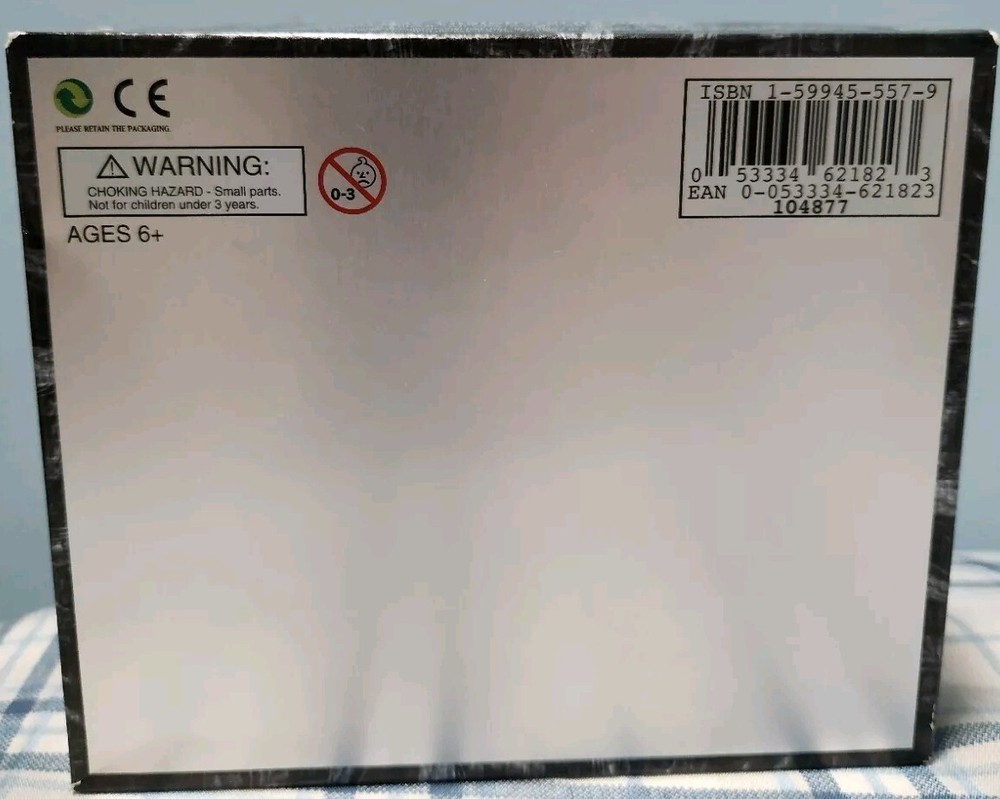 CE
PLEASE RETAIN THE PACKAGING.
WARNING:
CHOKING HAZARD - Small parts.
Not for children under 3 years.
0-3
AGES 6+
ISBN 1-59945-557-9
0 53334 62182 3
EAN 0-053334-621823
104877